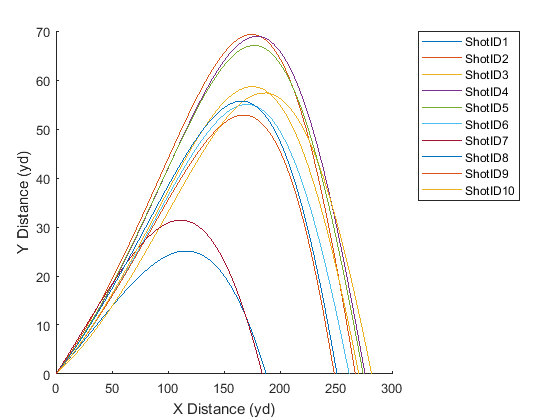 70
60
50
40
30
20
10
0
Y Distance (yd)
0 50 100 150 200 250 300
X Distance (yd)
ShotID1
ShotID2
ShotID3
ShotID4
ShotID5
ShotID6
ShotID7
ShotID8
ShotID9
ShotID10